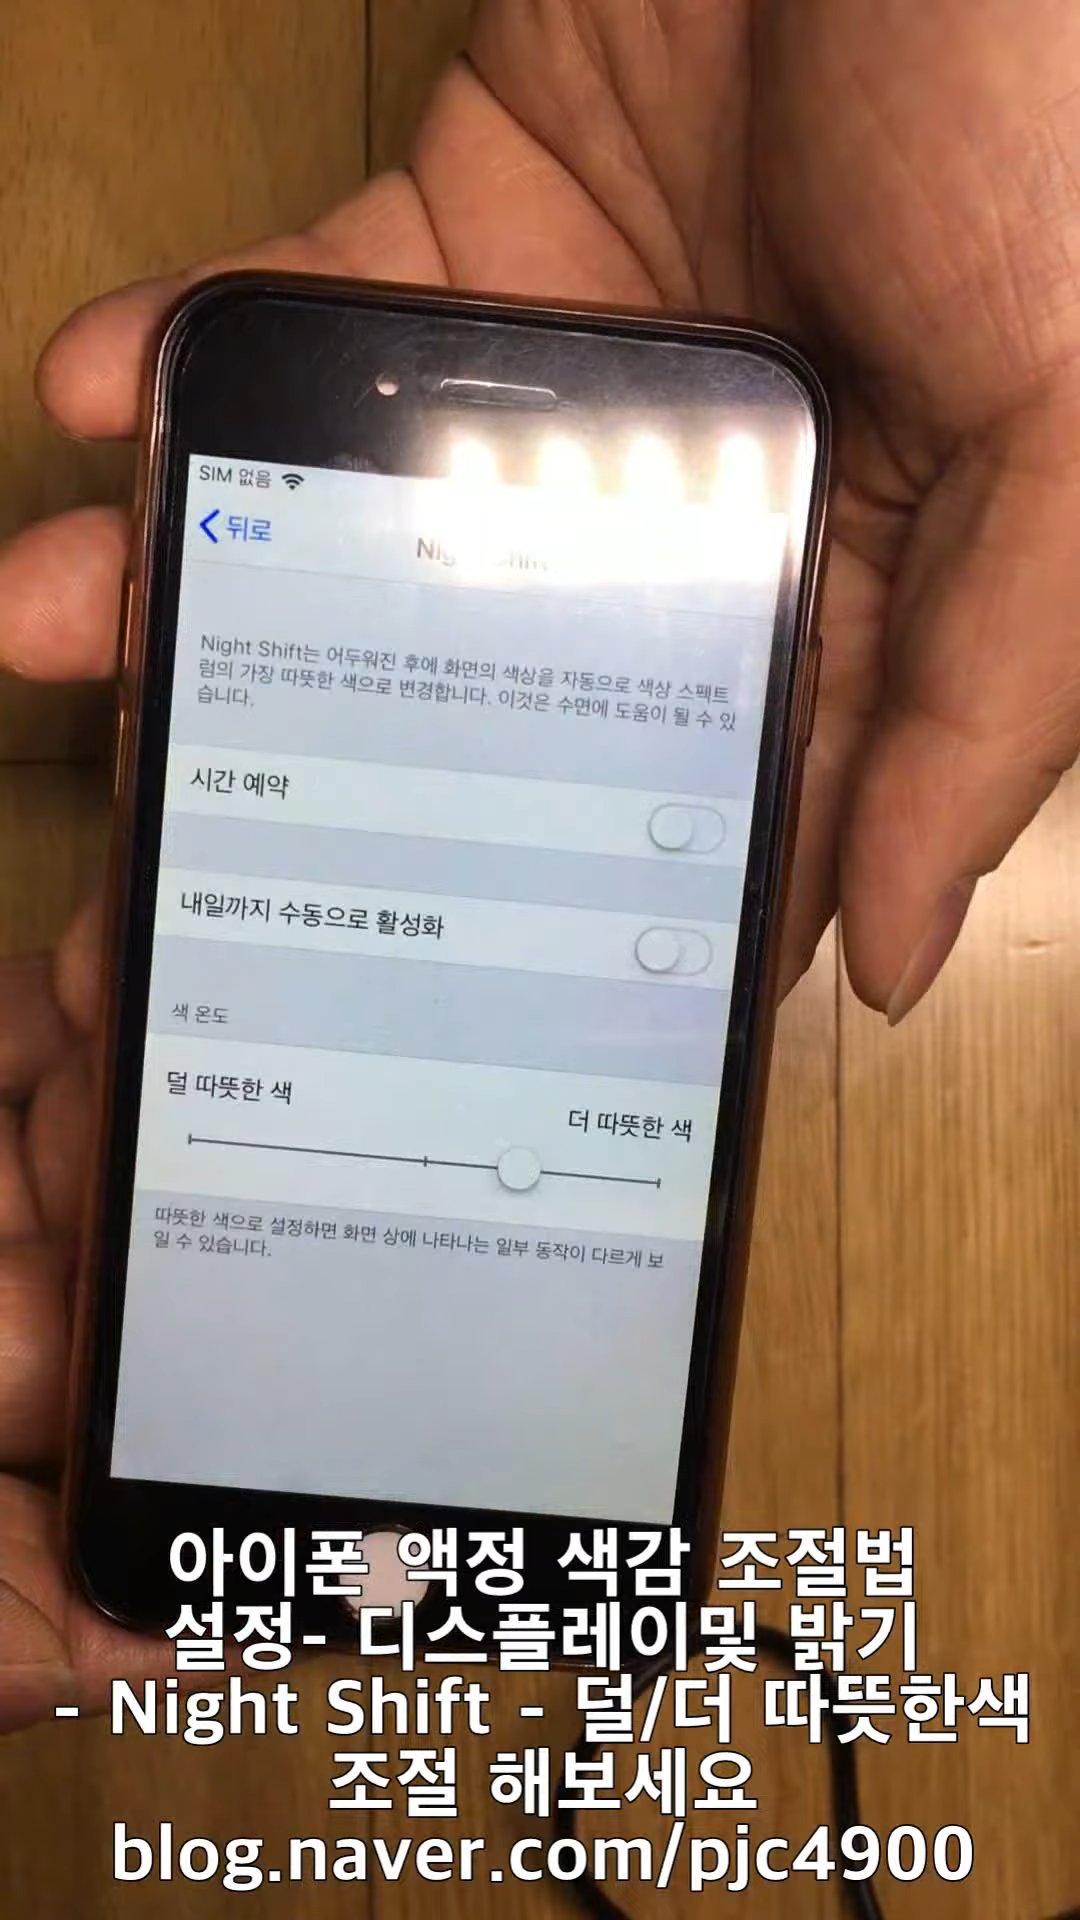 SIM 없음
뒤로
Night Shift는 어두워진 후에 화면의 색상을 자동으로 색상 스펙트
럼의 가장 따뜻한 색으로 변경합니다. 이것은 수면에 도움이 될 수 있
습니다.
시간 예약
내일까지 수동으로 활성화
색 온도
덜 따뜻한 색
더 따뜻한 색
따뜻한 색으로 설정하면 화면 상에 나타나는 일부 동작이 다르게 보
일 수 있습니다.
아이폰 액정 색감 조절법
설정- 디스플레이및 밝기
- Night Shift - 덜/더 따뜻한색
조절 해보세요
blog.naver.com/pjc4900